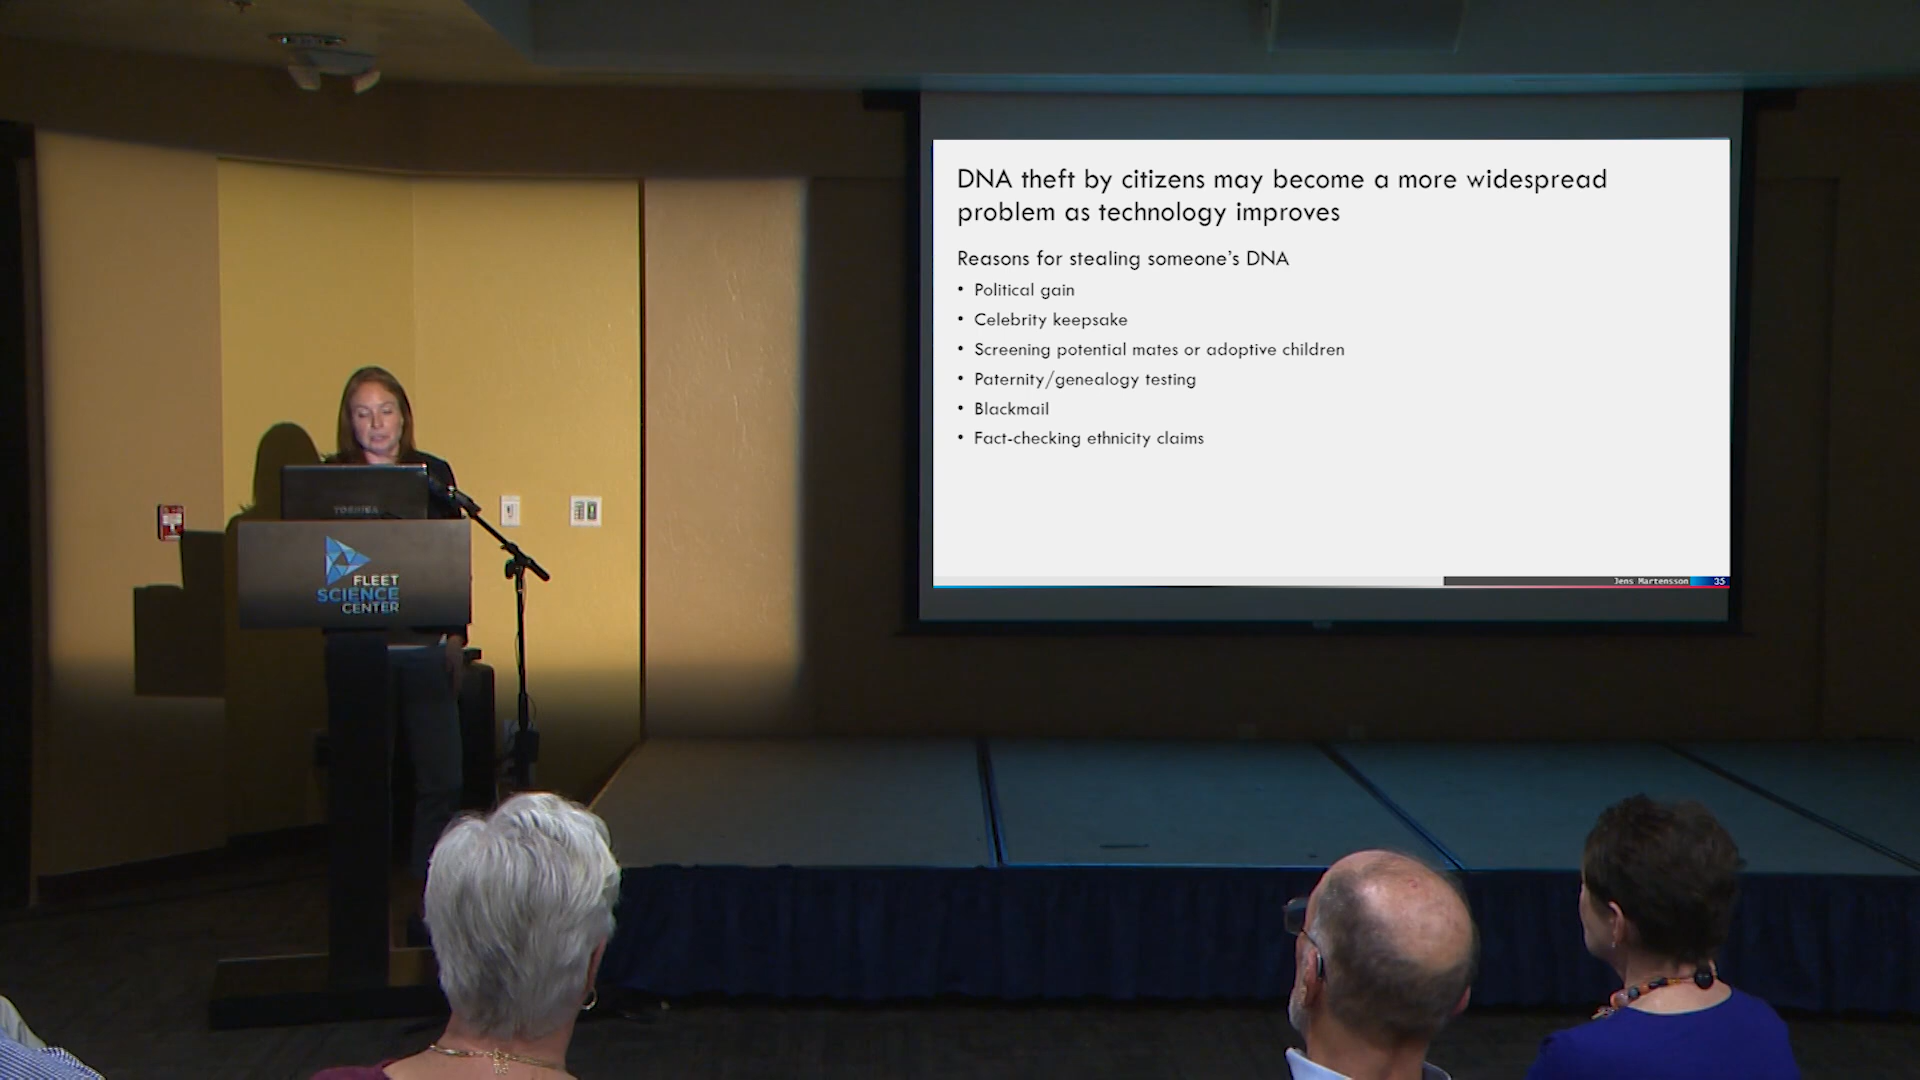 DNA theft by citizens may become a more widespread
problem as technology improves
Reasons for stealing someone's DNA
• Political gain
• Celebrity keepsake
• Screening potential mates or adoptive children
• Paternity/genealogy testing
• Blackmail
• Fact-checking ethnicity claims
Jens Martensson 35
TOSHIBA
FLEET
SCIENCE
CENTER